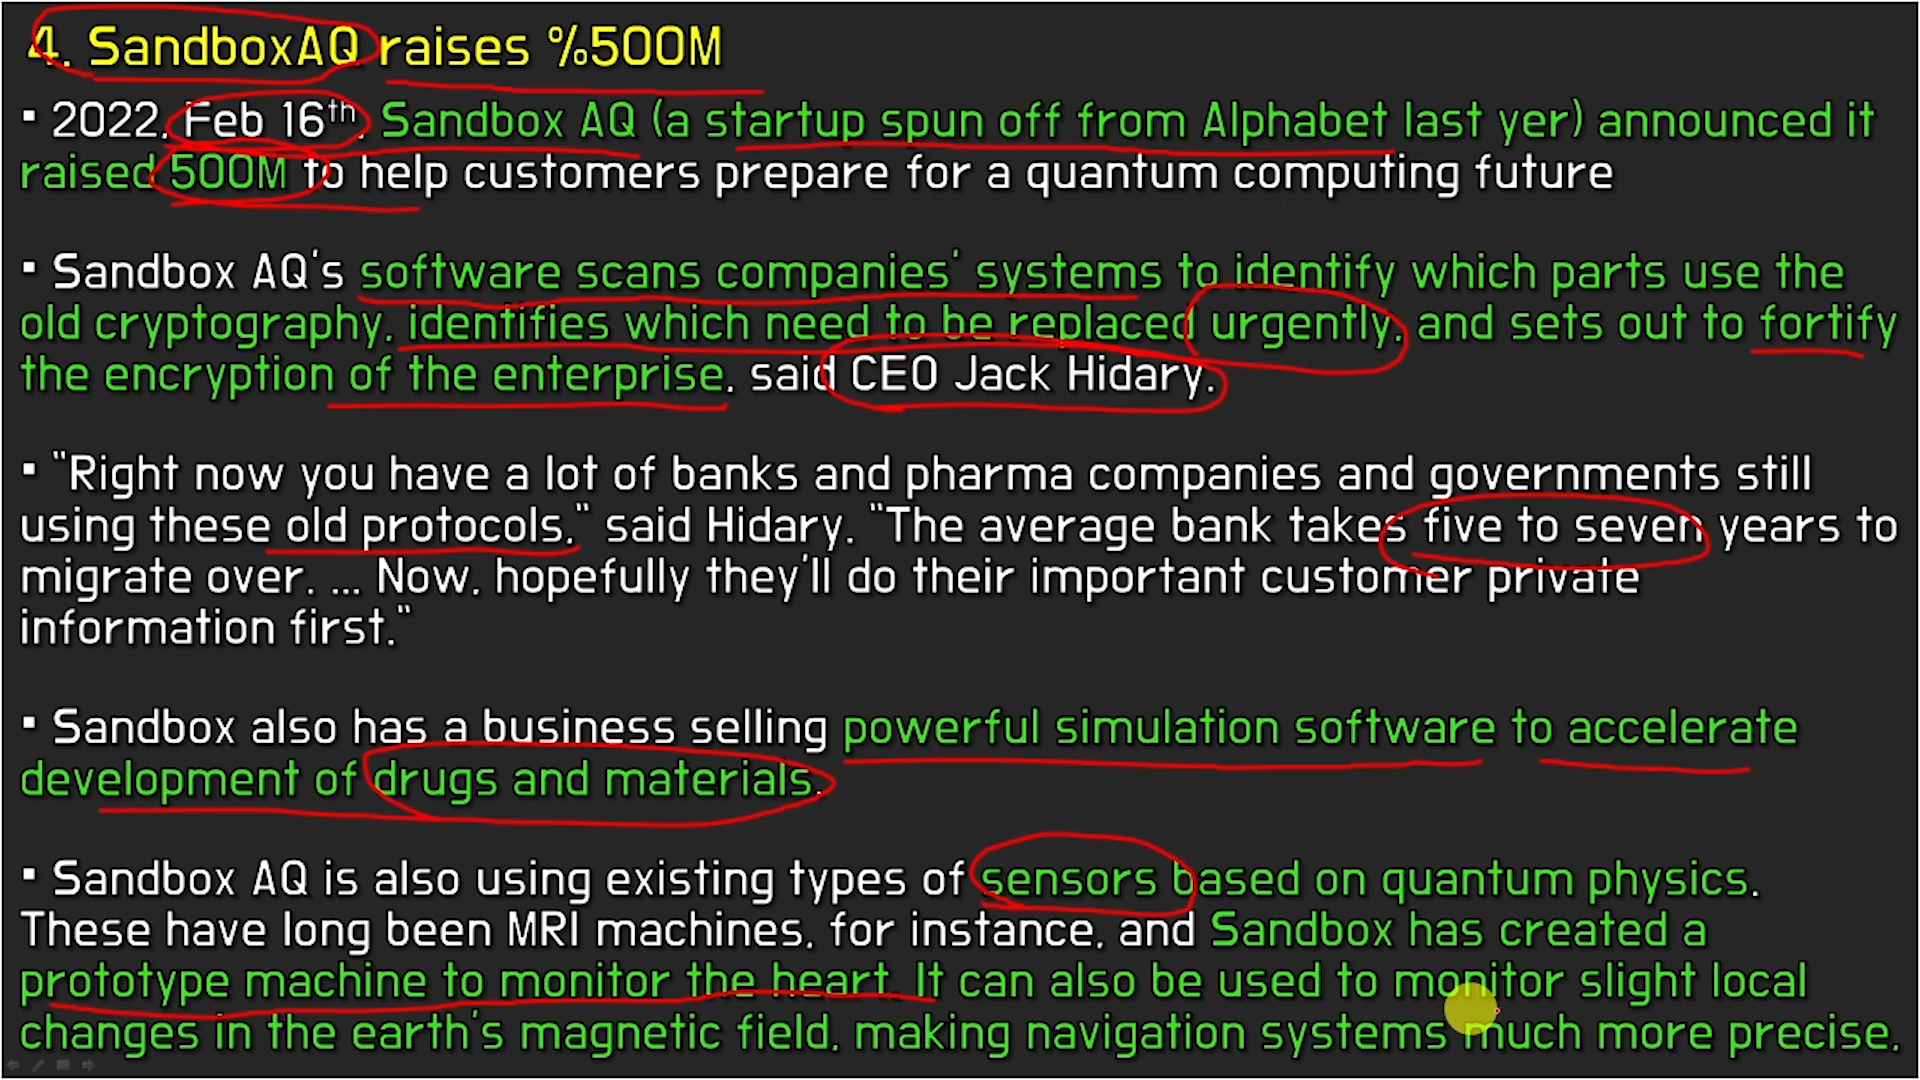 4. SandboxAQ raises %500M
▪ 2022, Feb 16th, Sandbox AQ (a startup spun off from Alphabet last yer) announced it
raised 500M to help customers prepare for a quantum computing future
▪ Sandbox AQ's software scans companies' systems to identify which parts use the
old cryptography, identifies which need to be replaced urgently, and sets out to fortify
the encryption of the enterprise, said CEO Jack Hidary.
▪ "Right now you have a lot of banks and pharma companies and governments still
using these old protocols," said Hidary. "The average bank takes five to seven years to
migrate over. ... Now, hopefully they'll do their important customer private
information first."
▪ Sandbox also has a business selling powerful simulation software to accelerate
development of drugs and materials.
▪ Sandbox AQ is also using existing types of sensors based on quantum physics.
These have long been MRI machines, for instance, and Sandbox has created a
prototype machine to monitor the heart. It can also be used to monitor slight local
changes in the earth's magnetic field, making navigation systems much more precise.